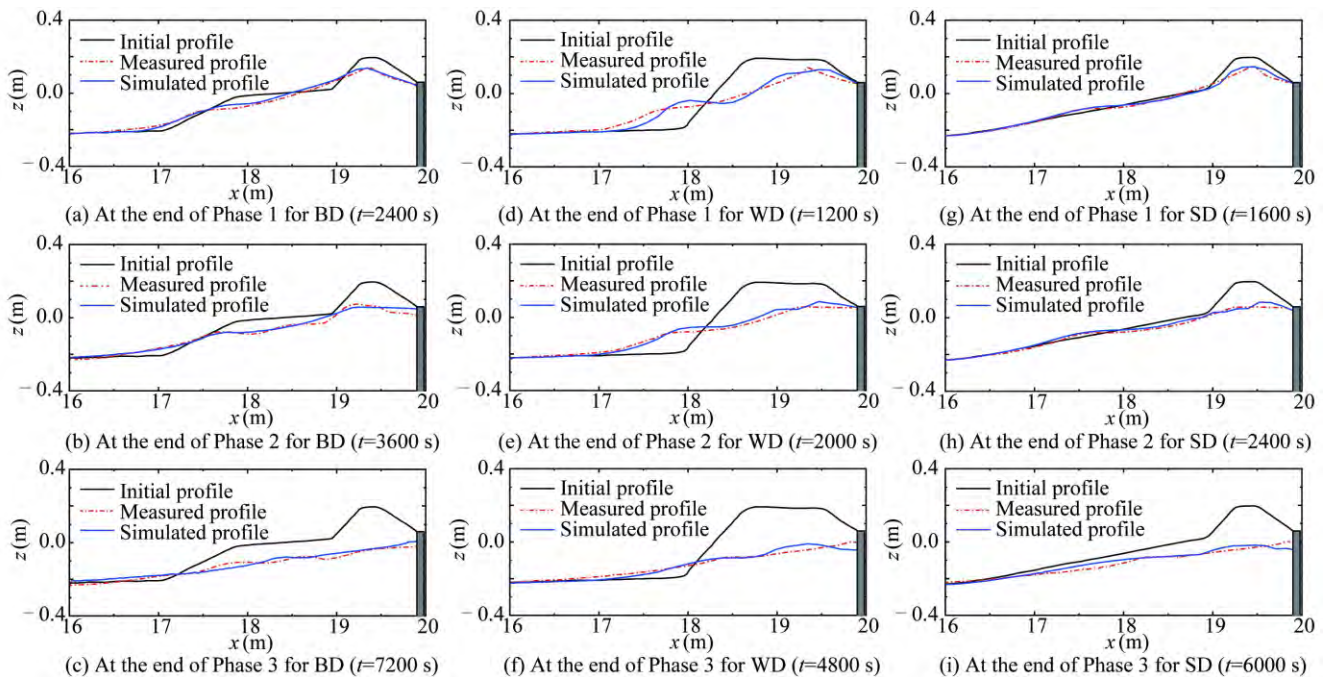 0.4
0.0
−0.4
z (m)
Initial profile
Measured profile
Simulated profile
16 17 18 19 20
x (m)
(a) At the end of Phase 1 for BD (t=2400 s)
0.4
0.0
−0.4
z (m)
Initial profile
Measured profile
Simulated profile
16 17 18 19 20
x (m)
(d) At the end of Phase 1 for WD (t=1200 s)
0.4
0.0
−0.4
z (m)
Initial profile
Measured profile
Simulated profile
16 17 18 19 20
x (m)
(g) At the end of Phase 1 for SD (t=1600 s)
0.4
0.0
−0.4
z (m)
Initial profile
Measured profile
Simulated profile
16 17 18 19 20
x (m)
(b) At the end of Phase 2 for BD (t=3600 s)
0.4
0.0
−0.4
z (m)
Initial profile
Measured profile
Simulated profile
16 17 18 19 20
x (m)
(e) At the end of Phase 2 for WD (t=2000 s)
0.4
0.0
−0.4
z (m)
Initial profile
Measured profile
Simulated profile
16 17 18 19 20
x (m)
(h) At the end of Phase 2 for SD (t=2400 s)
0.4
0.0
−0.4
z (m)
Initial profile
Measured profile
Simulated profile
16 17 18 19 20
x (m)
(c) At the end of Phase 3 for BD (t=7200 s)
0.4
0.0
−0.4
z (m)
Initial profile
Measured profile
Simulated profile
16 17 18 19 20
x (m)
(f) At the end of Phase 3 for WD (t=4800 s)
0.4
0.0
−0.4
z (m)
Initial profile
Measured profile
Simulated profile
16 17 18 19 20
x (m)
(i) At the end of Phase 3 for SD (t=6000 s)